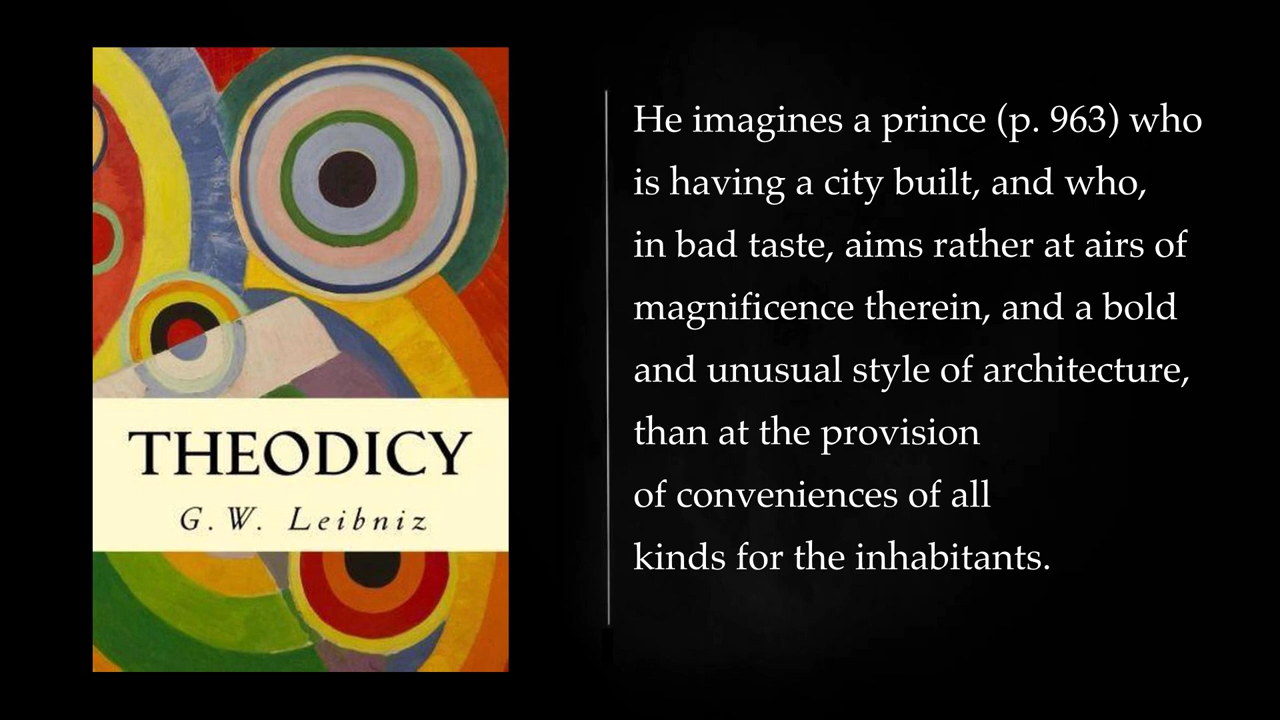 THEODICY
G.W. Leibniz
He imagines a prince (p. 963) who
is having a city built, and who,
in bad taste, aims rather at airs of
magnificence therein, and a bold
and unusual style of architecture,
than at the provision
of conveniences of all
kinds for the inhabitants.